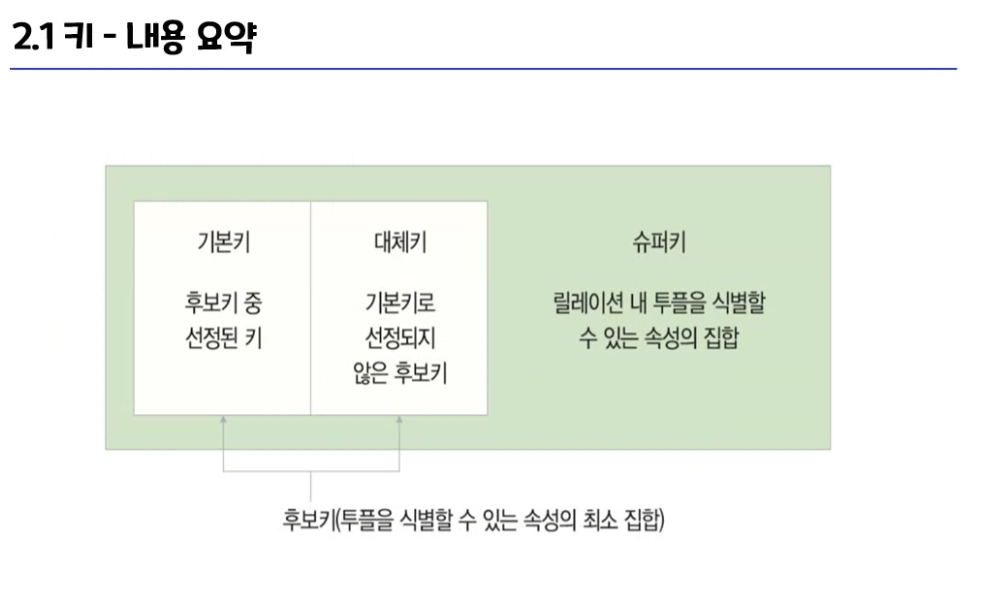 2.1 키 - 내용 요약
기본키
후보키 중
선정된 키
대체키
기본키로
선정되지
않은 후보키
슈퍼키
릴레이션 내 투플을 식별할
수 있는 속성의 집합
후보키(투플을 식별할 수 있는 속성의 최소 집합)